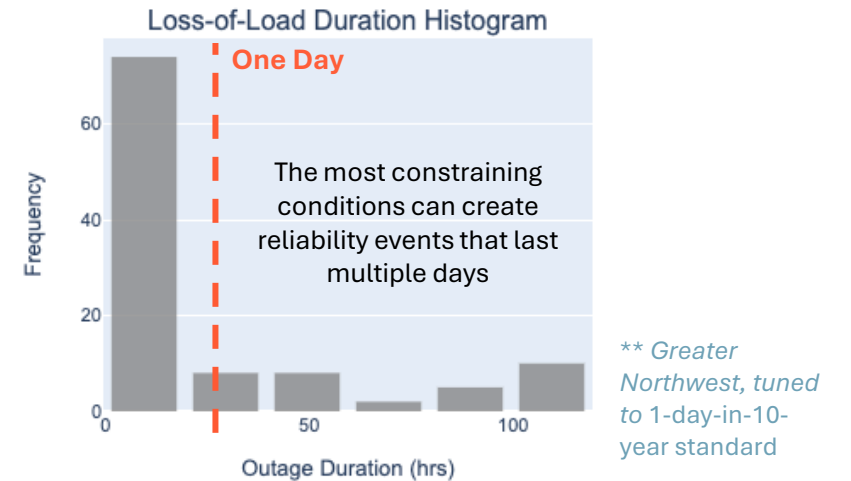 Loss-of-Load Duration Histogram
One Day
60
40
20
0
Frequency
The most constraining
conditions can create
reliability events that last
multiple days
0
50
100
Outage Duration (hrs)
** Greater
Northwest, tuned
to 1-day-in-10-
year standard